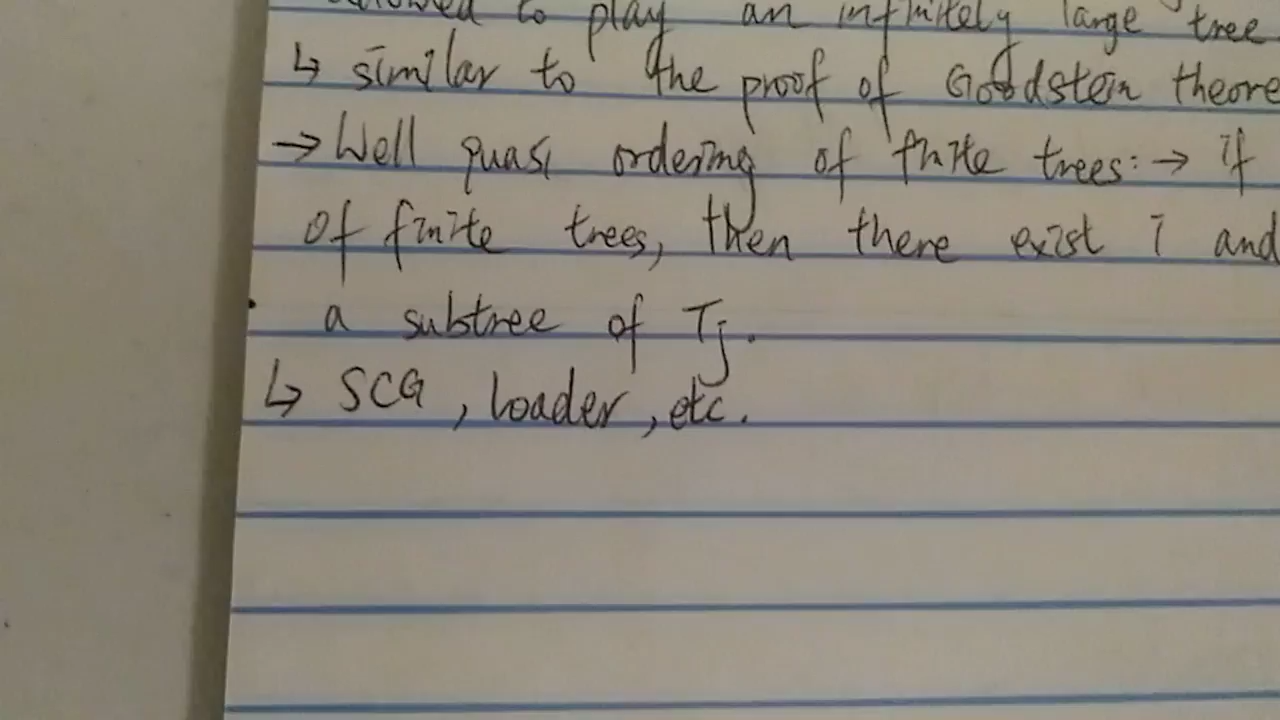 allowed to play an infinitely large tree
↳ similar to the proof of Goodstein theore
→ Well quasi ordering of finite trees: → if
of finite trees, then there exist i and
a subtree of Tj.
↳ SCG, loader, etc.